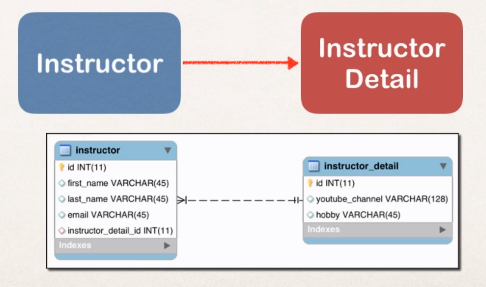 Instructor
Instructor
Detail
instructor
id INT(11)
first_name VARCHAR(45)
last_name VARCHAR(45)
email VARCHAR(45)
instructor_detail_id INT(11)
Indexes
instructor_detail
id INT(11)
youtube_channel VARCHAR(128)
hobby VARCHAR(45)
Indexes